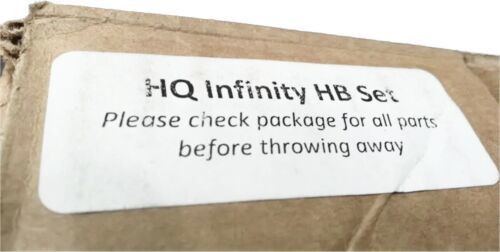 HQ Infinity HB Set
Please check package for all parts
before throwing away